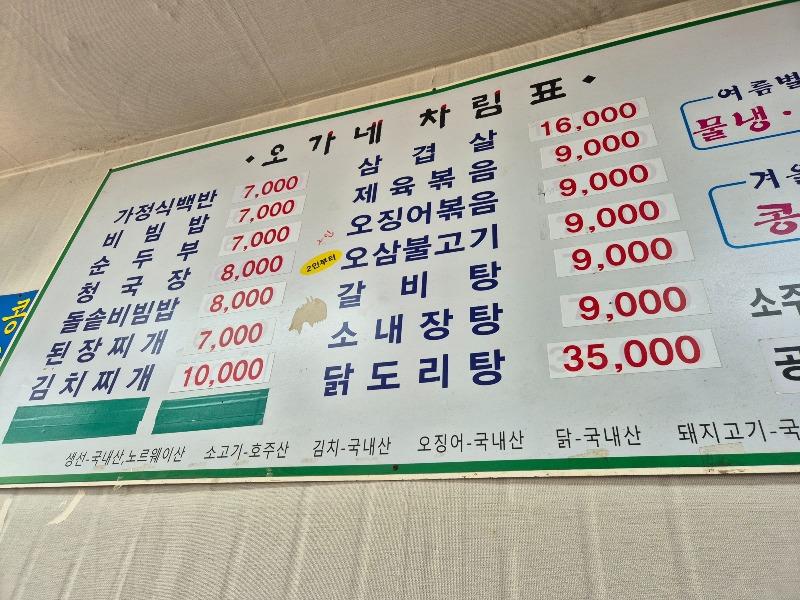 오가네 차림표
가정식백반 7,000
비빔밥 7,000
순두부 7,000
청국장 8,000
돌솥비빔밥 8,000
된장찌개 7,000
김치찌개 10,000
삼겹살 16,000
제육볶음 9,000
오징어볶음 9,000
2인부터 오삼불고기 9,000
갈비탕 9,000
소내장탕 9,000
닭도리탕 35,000
여름별
물냉·
겨울
콩
소주
공
콩
생선-국내산,노르웨이산 소고기-호주산 김치-국내산 오징어-국내산 닭-국내산 돼지고기-국